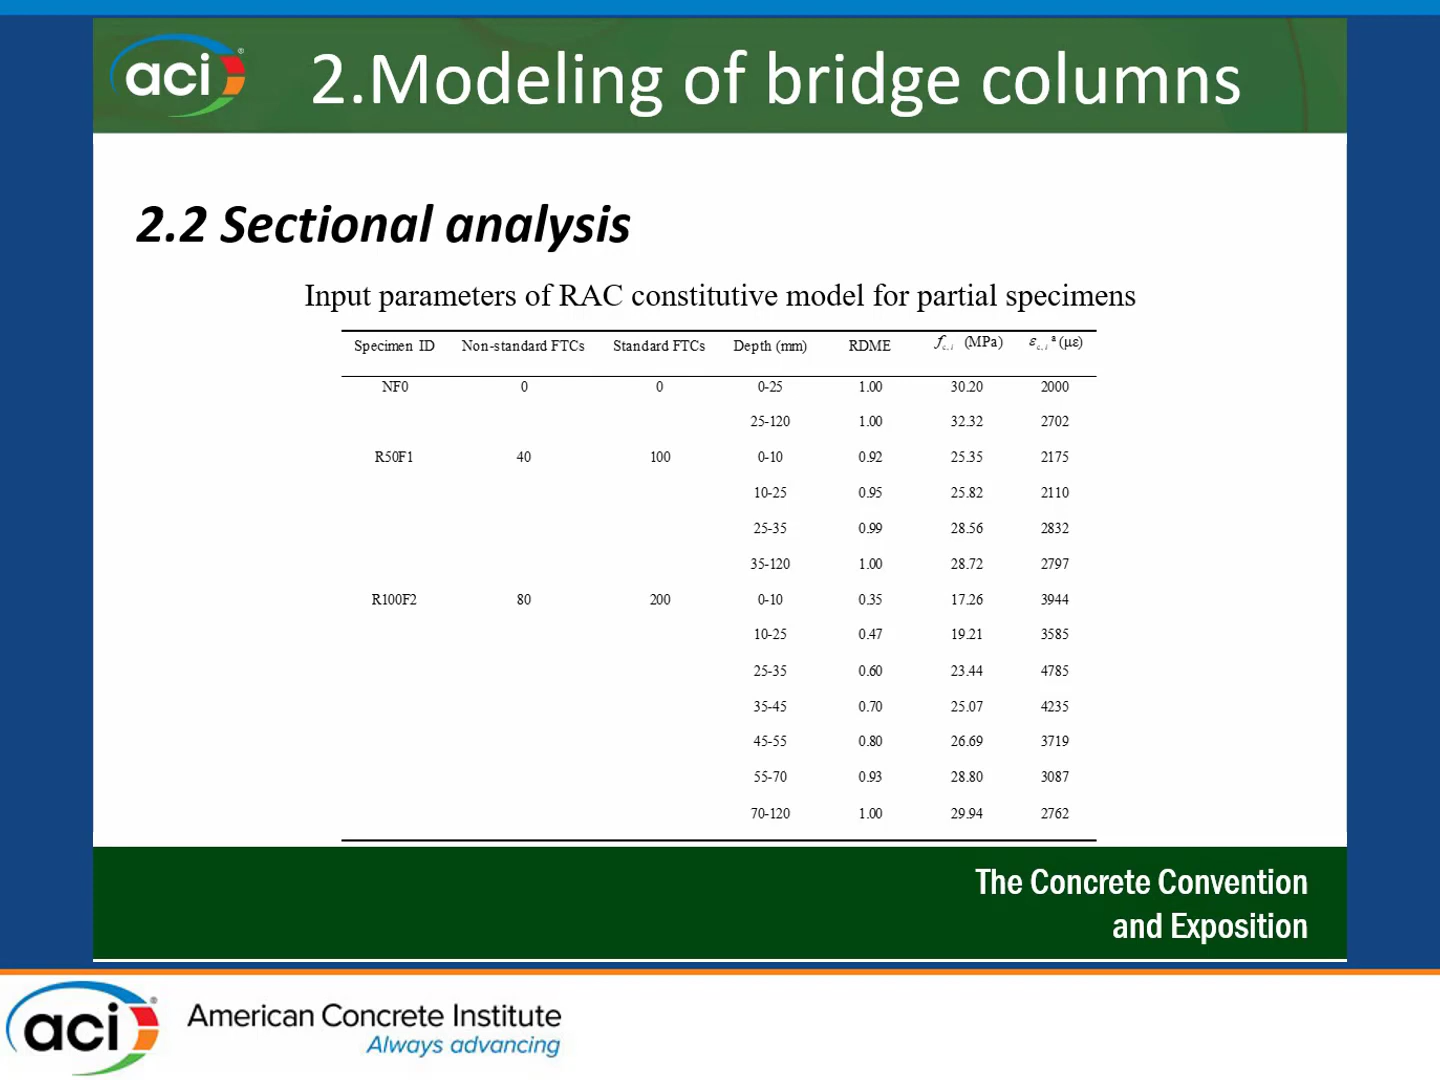 aci®
2.Modeling of bridge columns
2.2 Sectional analysis
Input parameters of RAC constitutive model for partial specimens
Specimen ID Non-standard FTCs Standard FTCs Depth (mm) RDME f c,i (MPa) ε c,i a (με)
NF0 0 0 0-25 1.00 30.20 2000
25-120 1.00 32.32 2702
R50F1 40 100 0-10 0.92 25.35 2175
10-25 0.95 25.82 2110
25-35 0.99 28.56 2832
35-120 1.00 28.72 2797
R100F2 80 200 0-10 0.35 17.26 3944
10-25 0.47 19.21 3585
25-35 0.60 23.44 4785
35-45 0.70 25.07 4235
45-55 0.80 26.69 3719
55-70 0.93 28.80 3087
70-120 1.00 29.94 2762
The Concrete Convention
and Exposition
aci®
American Concrete Institute
Always advancing